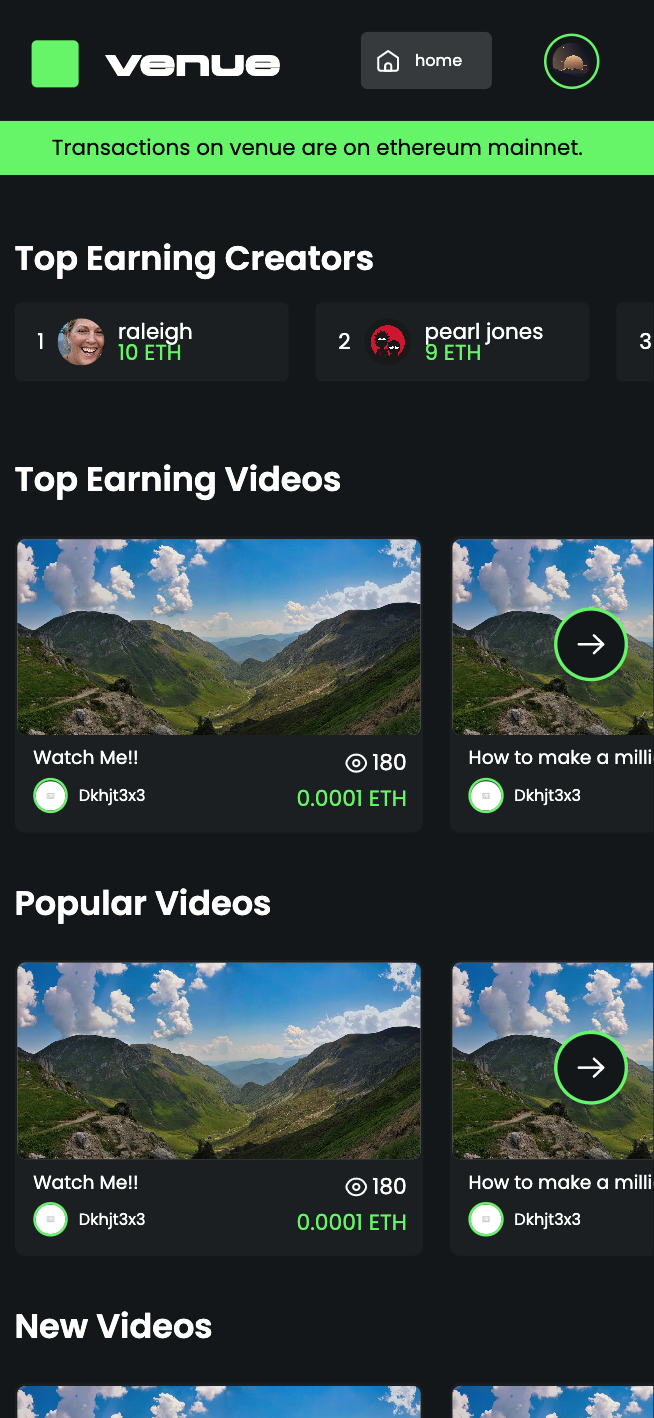 venue
home
Transactions on venue are on ethereum mainnet.
Top Earning Creators
1
raleigh
10 ETH
2
pearl jones
9 ETH
3
Top Earning Videos
Watch Me!!
180
Dkhjt3x3
0.0001 ETH
How to make a milli
Dkhjt3x3
Popular Videos
Watch Me!!
180
Dkhjt3x3
0.0001 ETH
How to make a milli
Dkhjt3x3
New Videos